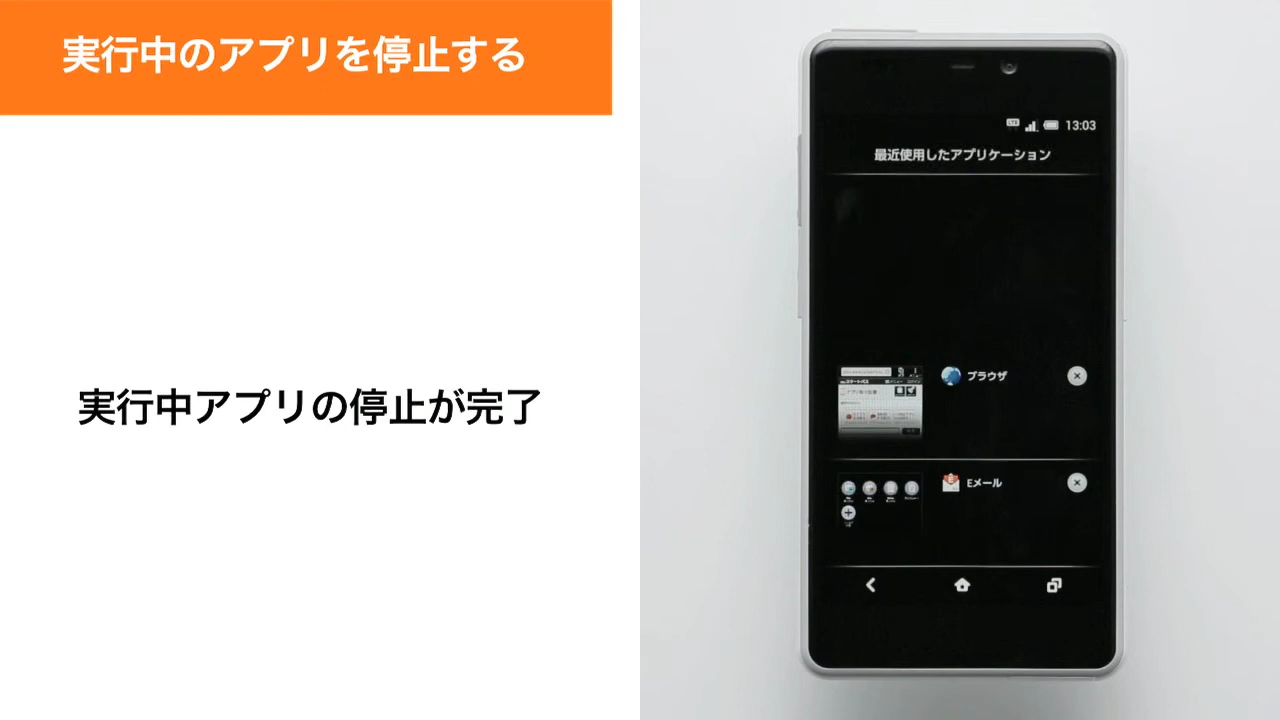 実行中のアプリを停止する
実行中アプリの停止が完了
LTE
13:03
最近使用したアプリケーション
ブラウザ
Eメール